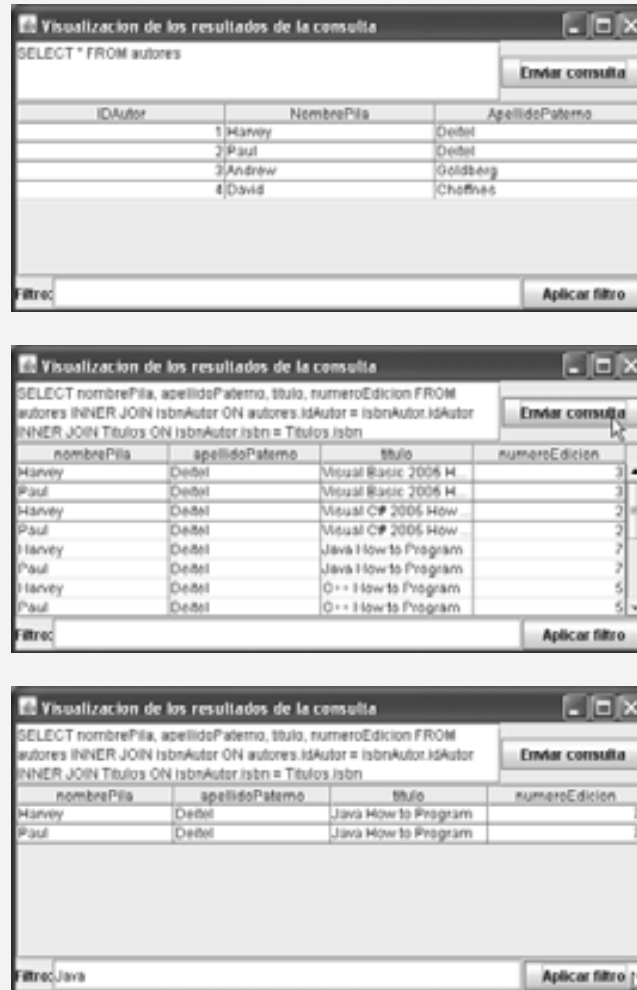 Visualizacion de los resultados de la consulta
SELECT * FROM autores
Enviar consulta
IDAutor NombrePila ApellidoPaterno
1 Harvey Deitel
2 Paul Deitel
3 Andrew Goldberg
4 David Choffnes
Filtro:
Aplicar filtro
Visualizacion de los resultados de la consulta
SELECT nombrePila, apellidoPaterno, titulo, numeroEdicion FROM
autores INNER JOIN isbnAutor ON autores.idAutor = isbnAutor.idAutor
INNER JOIN Titulos ON isbnAutor.isbn = Titulos.isbn
Enviar consulta
nombrePila apellidoPaterno titulo numeroEdicion
Harvey Deitel Visual Basic 2005 H... 3
Paul Deitel Visual Basic 2005 H... 3
Harvey Deitel Visual C# 2005 How ... 2
Paul Deitel Visual C# 2005 How ... 2
Harvey Deitel Java How to Program 7
Paul Deitel Java How to Program 7
Harvey Deitel C++ How to Program 5
Paul Deitel C++ How to Program 5
Filtro:
Aplicar filtro
Visualizacion de los resultados de la consulta
SELECT nombrePila, apellidoPaterno, titulo, numeroEdicion FROM
autores INNER JOIN isbnAutor ON autores.idAutor = isbnAutor.idAutor
INNER JOIN Titulos ON isbnAutor.isbn = Titulos.isbn
Enviar consulta
nombrePila apellidoPaterno titulo numeroEdicion
Harvey Deitel Java How to Program
Paul Deitel Java How to Program
Filtro: Java
Aplicar filtro